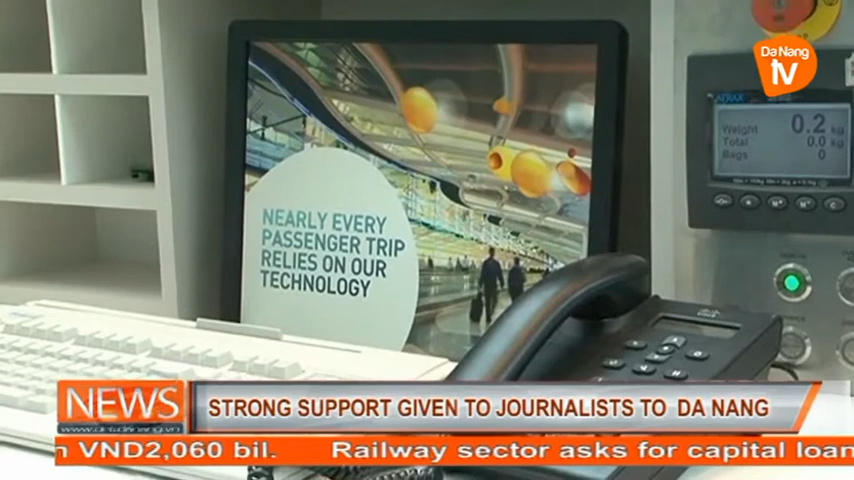 Da Nang
tv
ATRAX
Weight 0.2 kg
Total 0.0 kg
Bags 0
NEARLY EVERY
PASSENGER TRIP
RELIES ON OUR
TECHNOLOGY
NEWS
STRONG SUPPORT GIVEN TO JOURNALISTS TO DA NANG
VND2,060 bil. Railway sector asks for capital loan